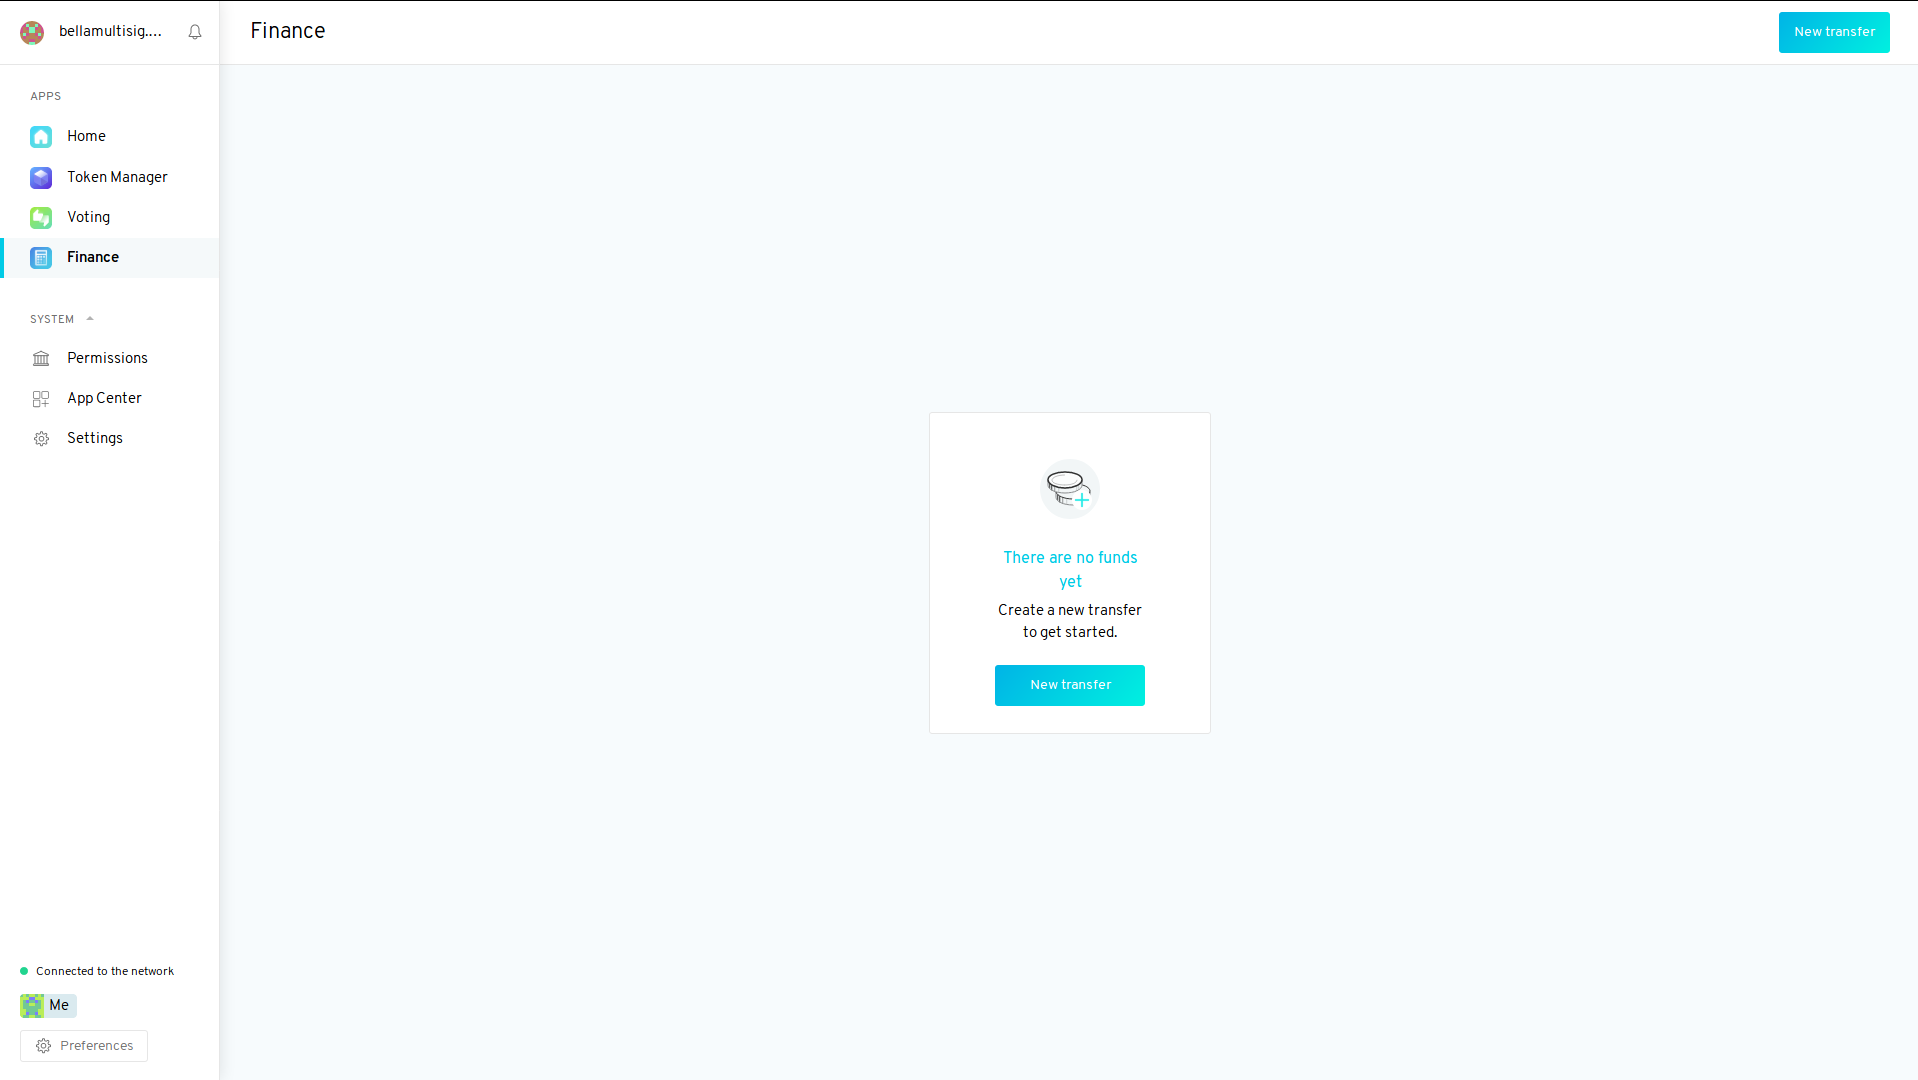 bellamultisig....
Finance
New transfer
APPS
Home
Token Manager
Voting
Finance
SYSTEM
Permissions
App Center
Settings
There are no funds
yet
Create a new transfer
to get started.
New transfer
Connected to the network
Me
Preferences